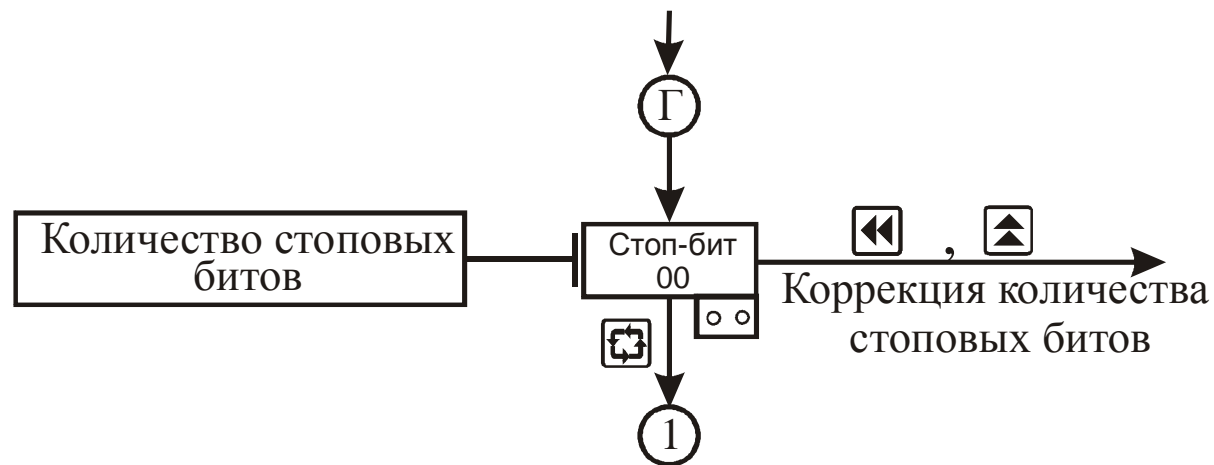 Г
Количество стоповых
битов
Стоп-бит
00
,
Коррекция количества
стоповых битов
1